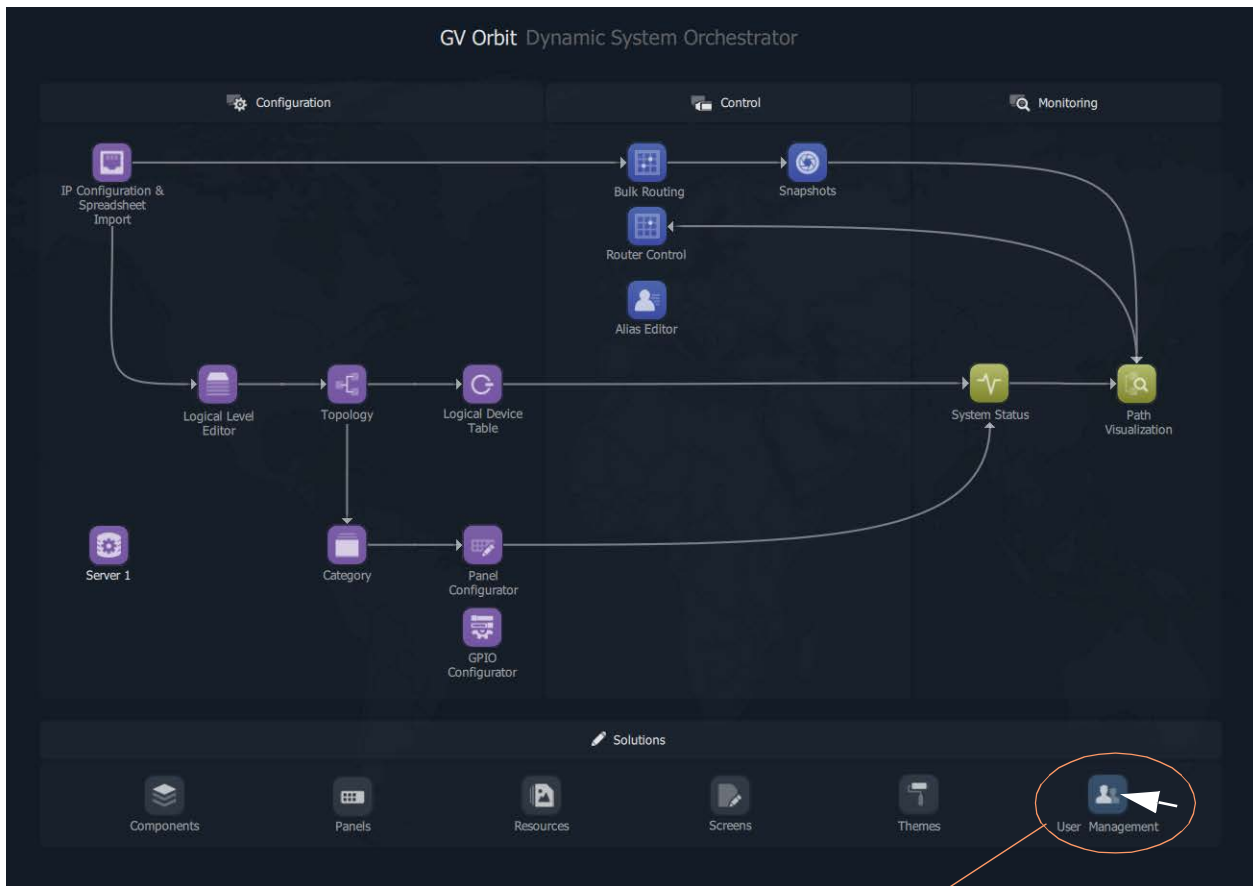 GV Orbit Dynamic System Orchestrator
Configuration
Control
Monitoring
IP Configuration &
Spreadsheet
Import
Bulk Routing
Snapshots
Router Control
Alias Editor
Logical Level
Editor
Topology
Logical Device
Table
System Status
Path
Visualization
Server 1
Category
Panel
Configurator
GPIO
Configurator
Solutions
Components
Panels
Resources
Screens
Themes
User Management